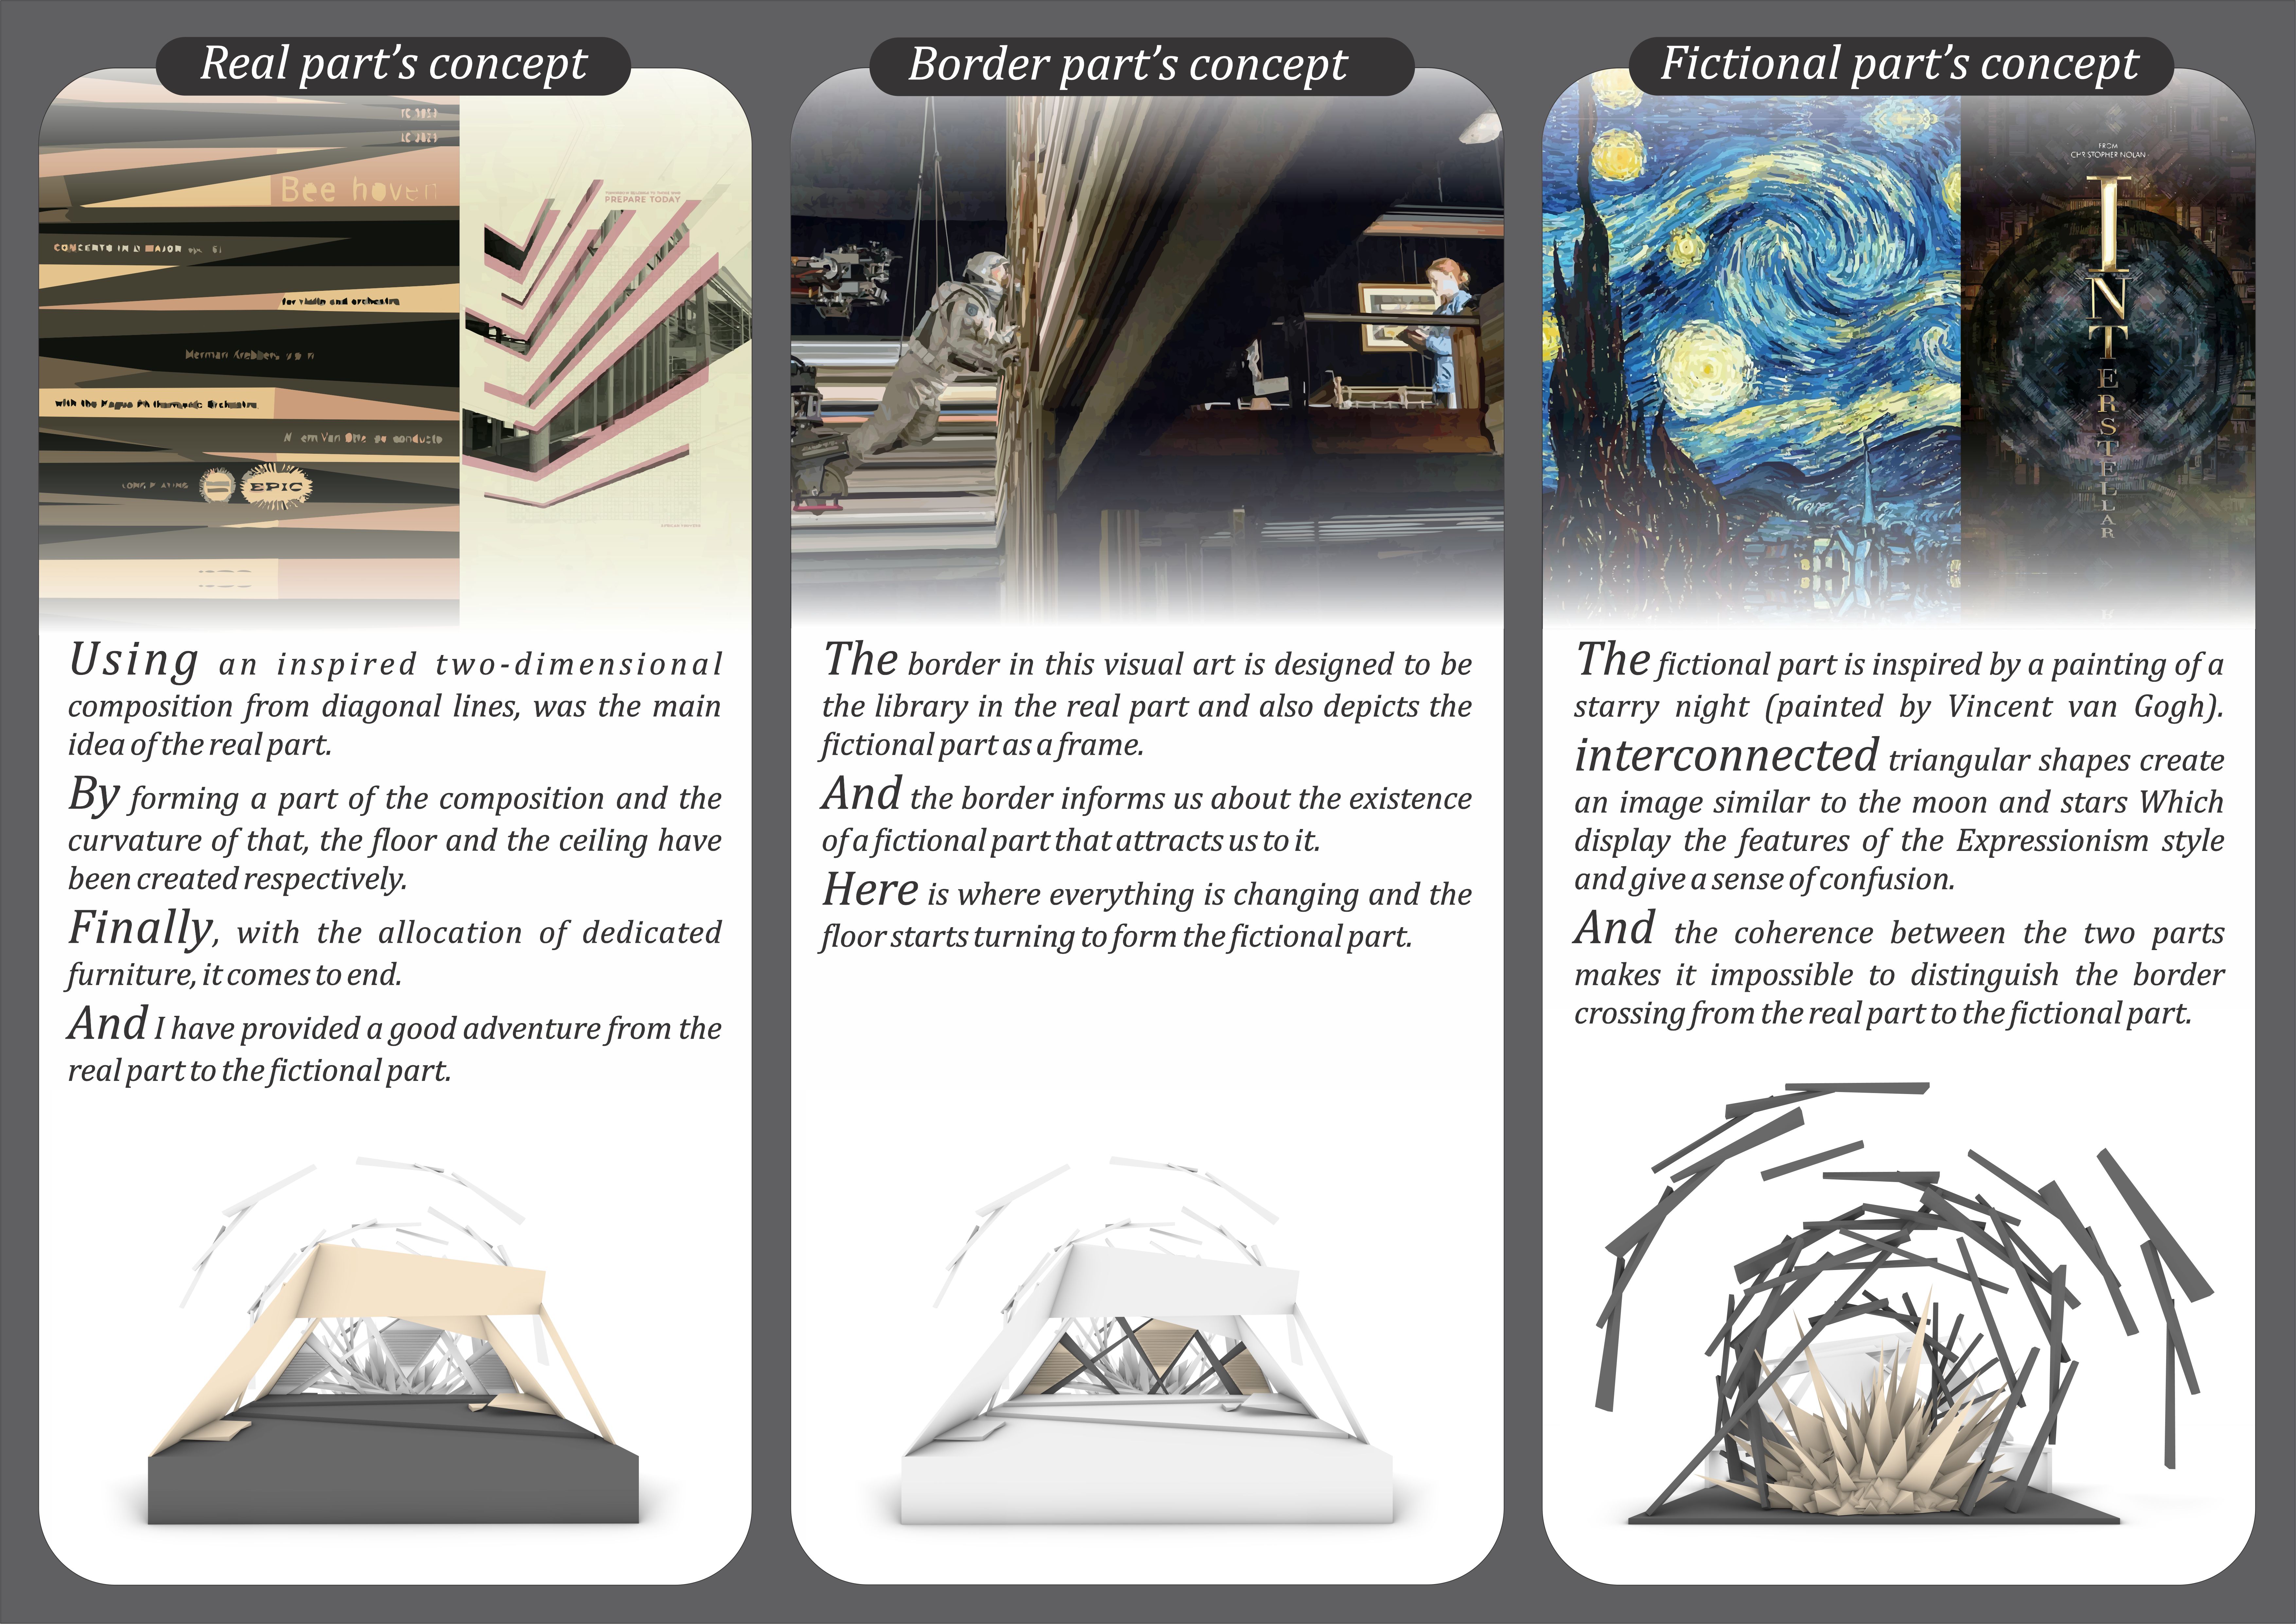 Real part's concept
Bee hoven
CONCERTO IN D MAJOR
for violin and orchestra
EPIC
PREPARE TODAY
Using an inspired two-dimensional
composition from diagonal lines, was the main
idea of the real part.
By forming a part of the composition and the
curvature of that, the floor and the ceiling have
been created respectively.
Finally, with the allocation of dedicated
furniture, it comes to end.
And I have provided a good adventure from the
real part to the fictional part.
Border part's concept
The border in this visual art is designed to be
the library in the real part and also depicts the
fictional part as a frame.
And the border informs us about the existence
of a fictional part that attracts us to it.
Here is where everything is changing and the
floor starts turning to form the fictional part.
Fictional part's concept
FROM
CHRISTOPHER NOLAN
INTERSTELLAR
The fictional part is inspired by a painting of a
starry night (painted by Vincent van Gogh).
interconnected triangular shapes create
an image similar to the moon and stars Which
display the features of the Expressionism style
and give a sense of confusion.
And the coherence between the two parts
makes it impossible to distinguish the border
crossing from the real part to the fictional part.